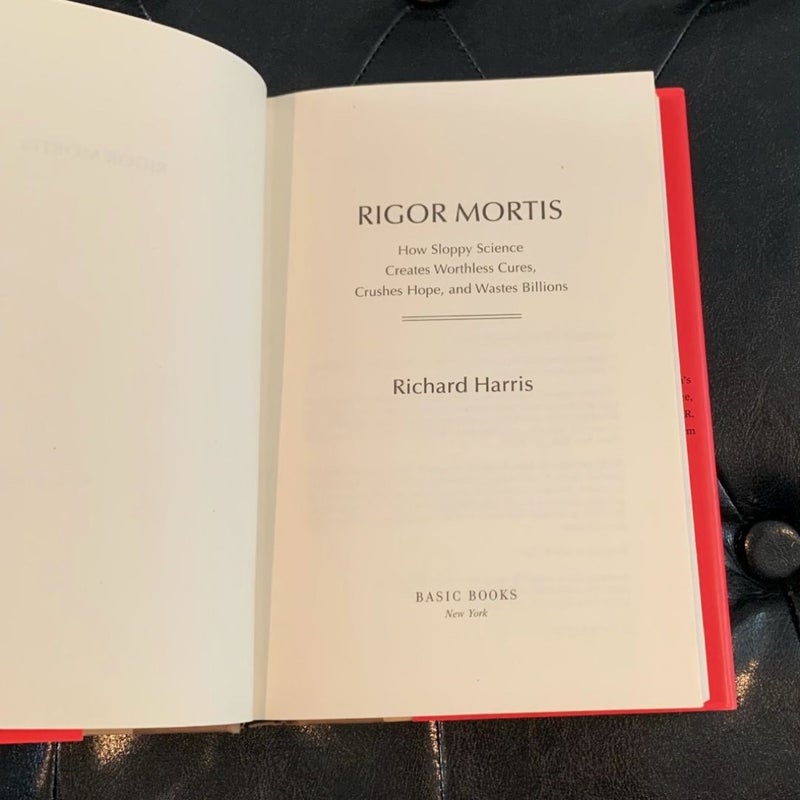 RIGOR MORTIS
How Sloppy Science
Creates Worthless Cures,
Crushes Hope, and Wastes Billions
Richard Harris
BASIC BOOKS
New York